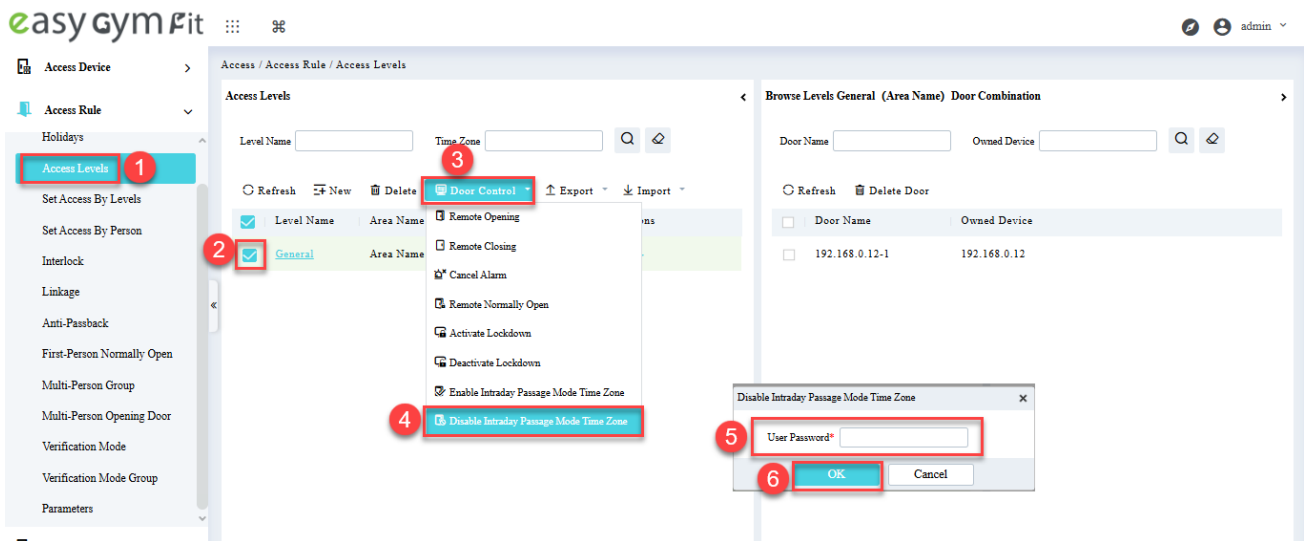 easy Gym Fit
admin
Access Device
Access Rule
Holidays
Access Levels
1
Set Access By Levels
Set Access By Person
Interlock
Linkage
Anti-Passback
First-Person Normally Open
Multi-Person Group
Multi-Person Opening Door
Verification Mode
Verification Mode Group
Parameters
Access / Access Rule / Access Levels
Access Levels
Level Name
Time Zone
3
Refresh New Delete Door Control Export Import
Level Name Area Name
2
General Area Name
Remote Opening
Remote Closing
Cancel Alarm
Remote Normally Open
Activate Lockdown
Deactivate Lockdown
Enable Intraday Passage Mode Time Zone
4
Disable Intraday Passage Mode Time Zone
Browse Levels General (Area Name) Door Combination
Door Name
Owned Device
Refresh Delete Door
Door Name Owned Device
192.168.0.12-1 192.168.0.12
Disable Intraday Passage Mode Time Zone
5
User Password*
6
OK Cancel